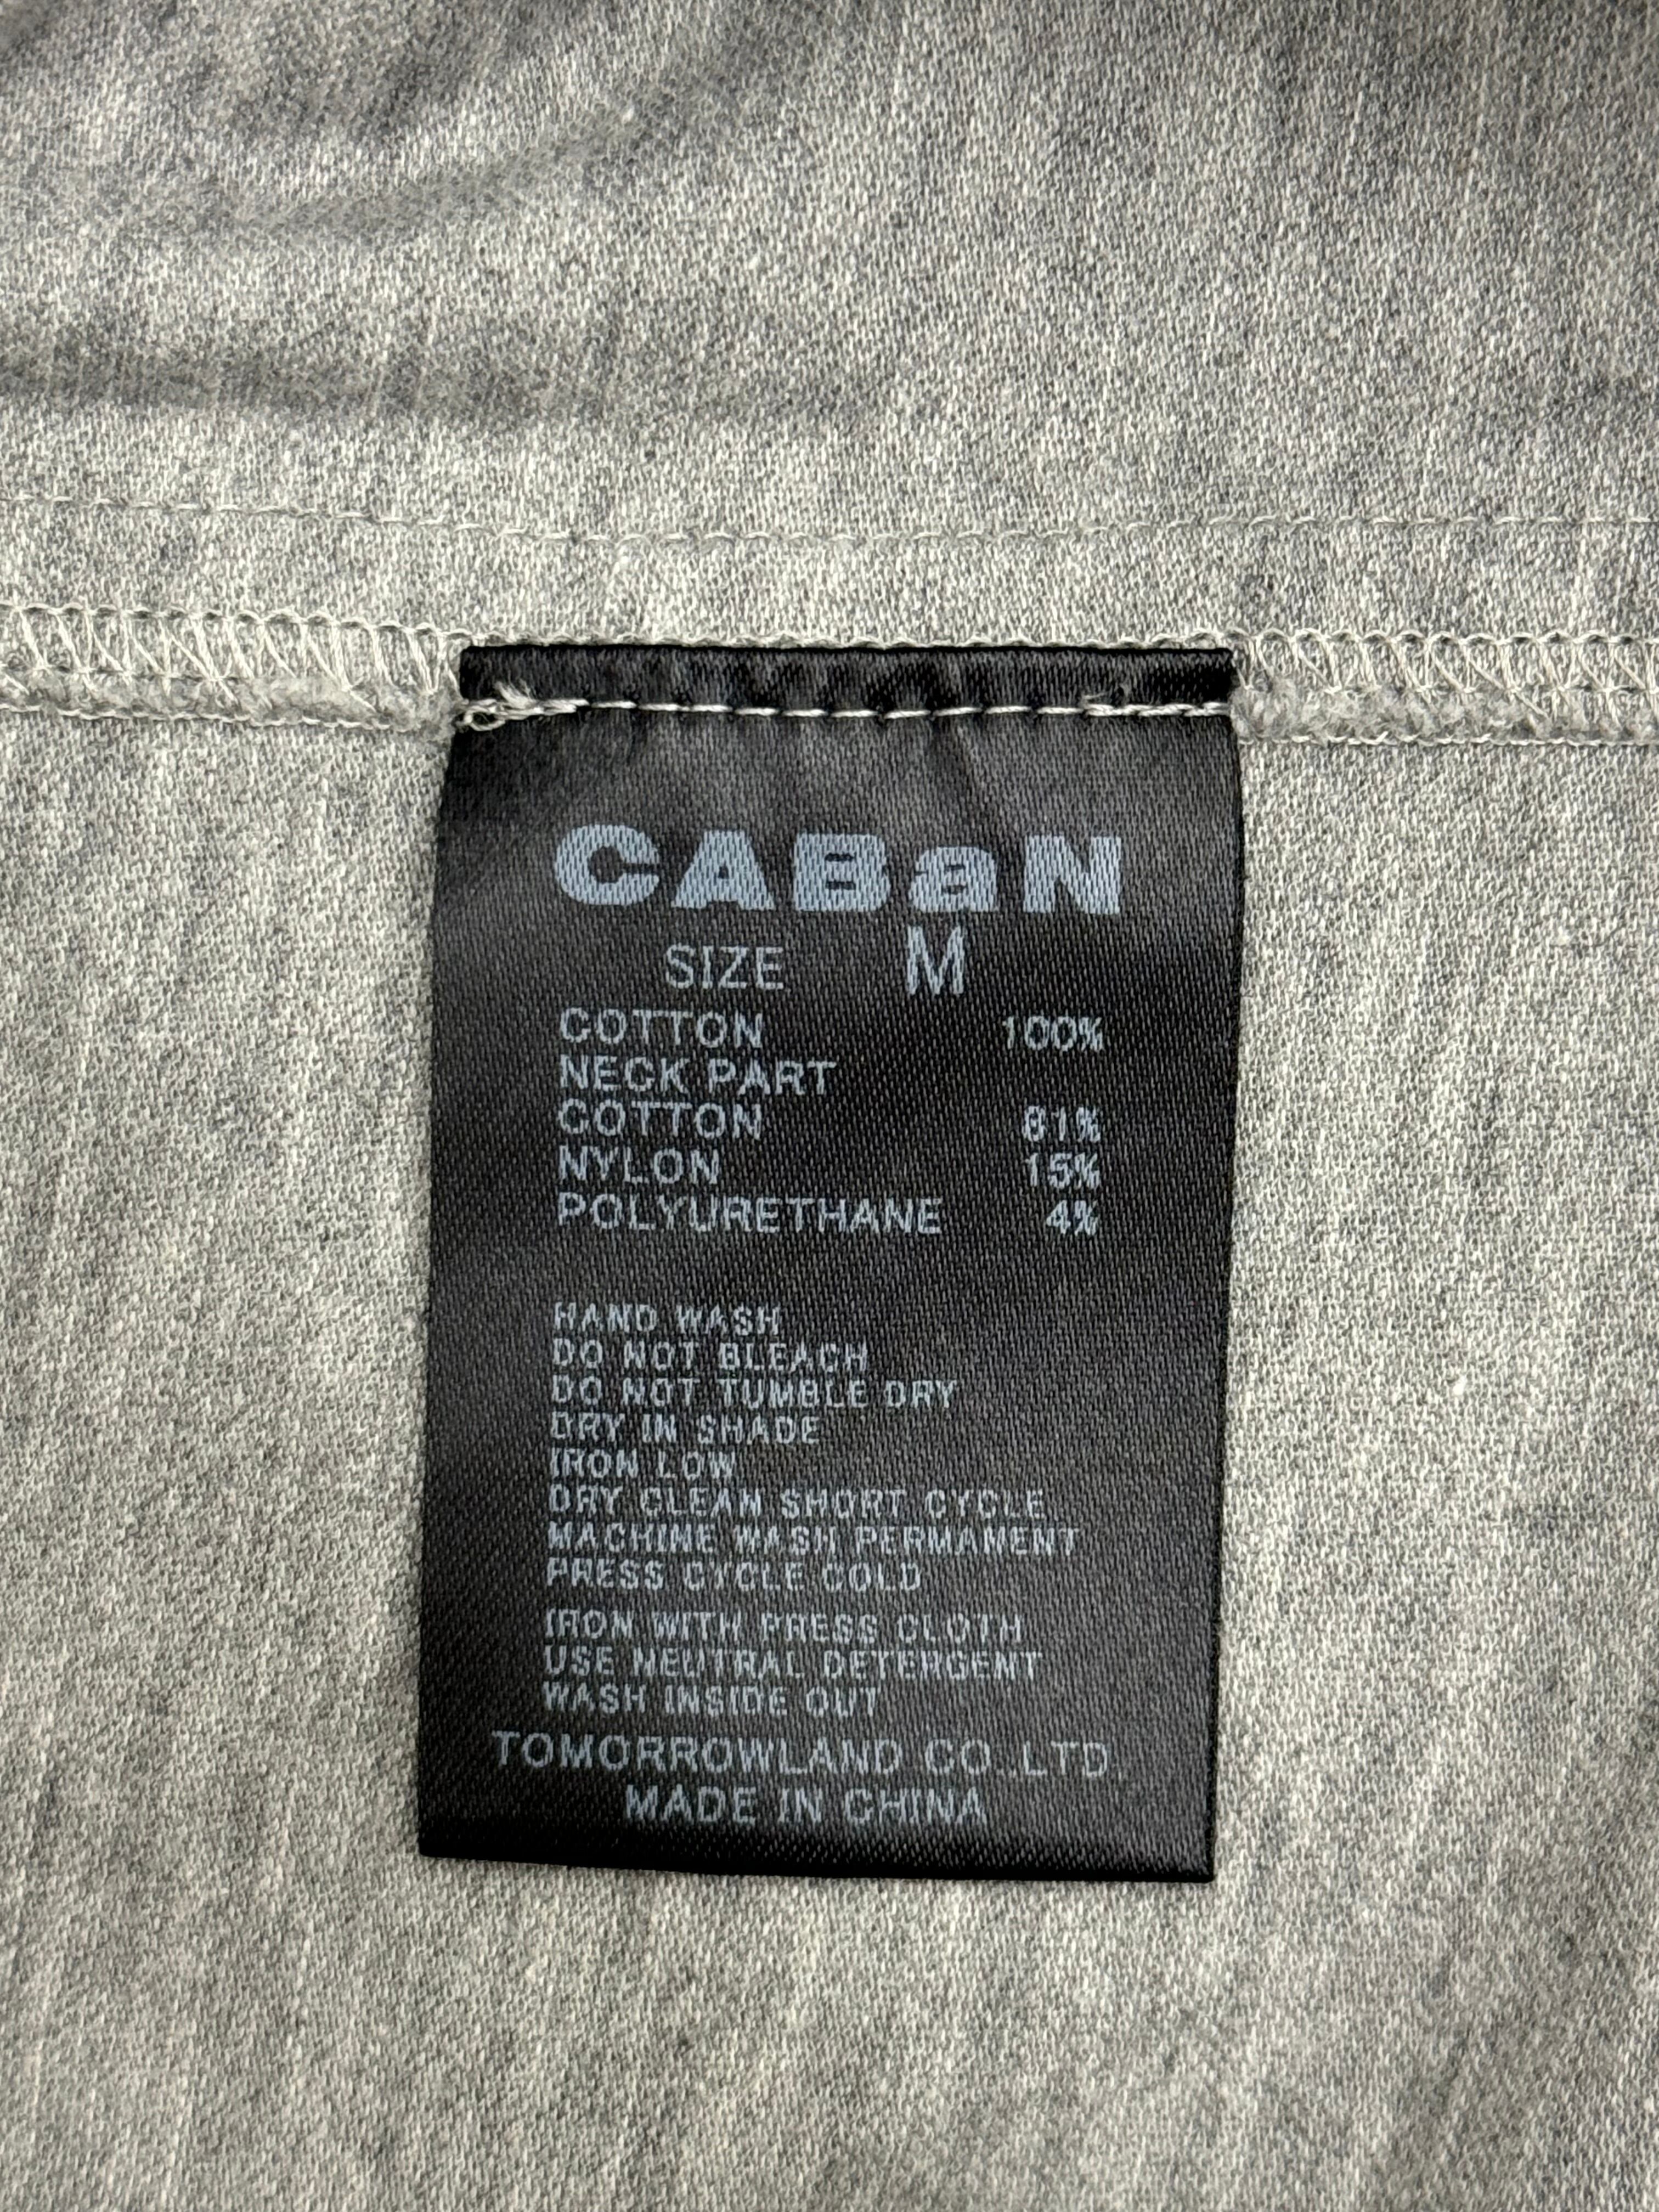 CABaN
SIZE M
COTTON 100%
NECK PART
COTTON 81%
NYLON 15%
POLYURETHANE 4%
HAND WASH
DO NOT BLEACH
DO NOT TUMBLE DRY
DRY IN SHADE
IRON LOW
DRY CLEAN SHORT CYCLE
MACHINE WASH,PERMANENT
PRESS CYCLE COLD
IRON WITH PRESS CLOTH
USE NEUTRAL DETERGENT
WASH INSIDE OUT
TOMORROWLAND CO.,LTD
MADE IN CHINA